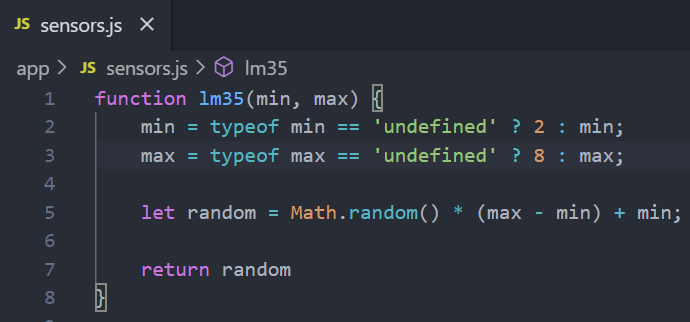 JS sensors.js ×
app > JS sensors.js > lm35
1 function lm35(min, max) {
2 min = typeof min == 'undefined' ? 2 : min;
3 max = typeof max == 'undefined' ? 8 : max;
4
5 let random = Math.random() * (max - min) + min;
6
7 return random
8 }